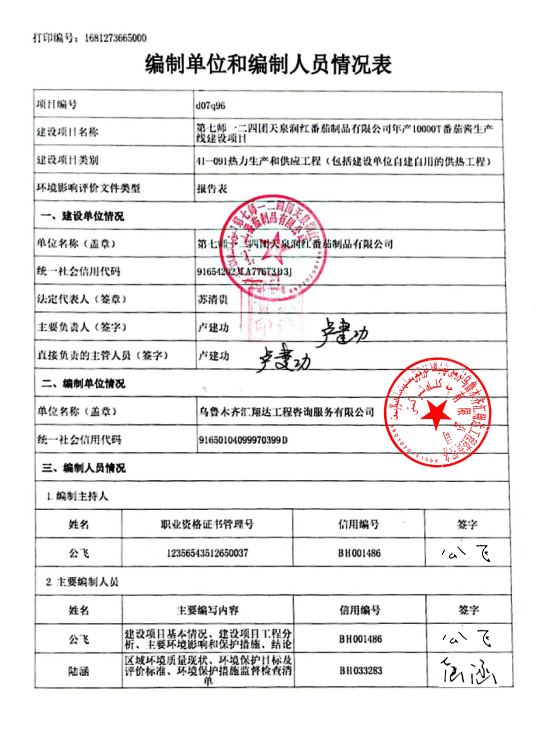 打印编号：1681273665000
编制单位和编制人员情况表
项目编号 d07q96
建设项目名称 第七师一二四团天泉润红番茄制品有限公司年产10000T番茄酱生产
线建设项目
建设项目类别 41-091热力生产和供应工程（包括建设单位自建自用的供热工程）
环境影响评价文件类型 报告表
一、建设单位情况
单位名称（盖章） 第七师一二四团天泉润红番茄制品有限公司
统一社会信用代码
法定代表人（签章） 苏清贵
主要负责人（签字） 卢建功 卢建功
直接负责的主管人员（签字） 卢建功 卢建功
二、编制单位情况
单位名称（盖章） 乌鲁木齐汇翔达工程咨询服务有限公司
统一社会信用代码 91650104099970399D
三、编制人员情况
1.编制主持人
姓名 职业资格证书管理号 信用编号 签字
公飞 12356543512650037 BH001486 公飞
2.主要编制人员
姓名 主要编写内容 信用编号 签字
公飞 建设项目基本情况、建设项目工程分
析、主要环境影响和保护措施、结论 BH001486 公飞
陆涵 区域环境质量现状、环境保护目标及
评价标准、环境保护措施监督检查清
单 BH033283 涵